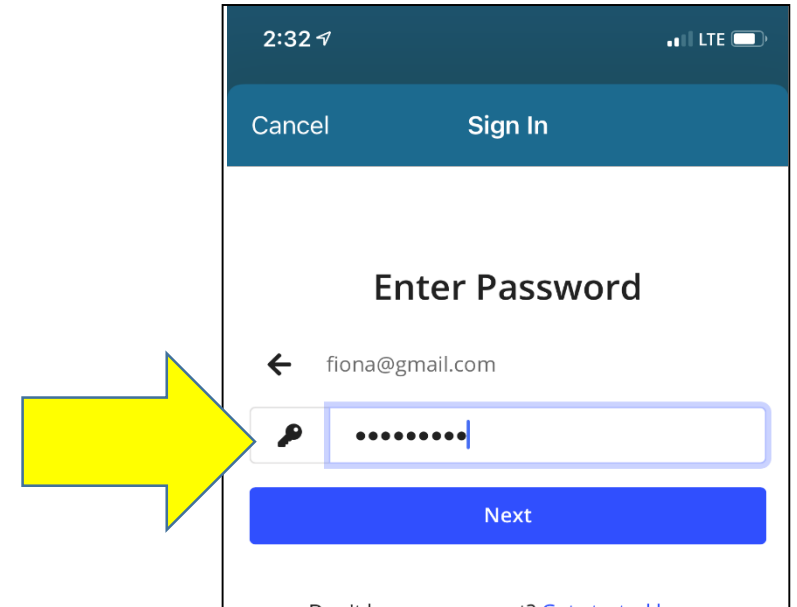 2:32 LTE
Cancel Sign In
Enter Password
fiona@gmail.com
•••••••••
Next